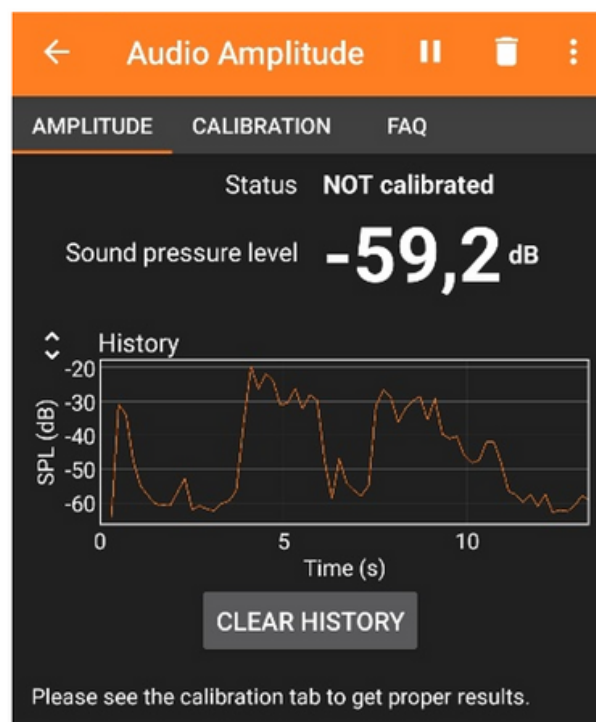 Audio Amplitude
AMPLITUDE CALIBRATION FAQ
Status NOT calibrated
Sound pressure level -59,2 dB
History
SPL (dB)
-20
-30
-40
-50
-60
0 5 10
Time (s)
CLEAR HISTORY
Please see the calibration tab to get proper results.